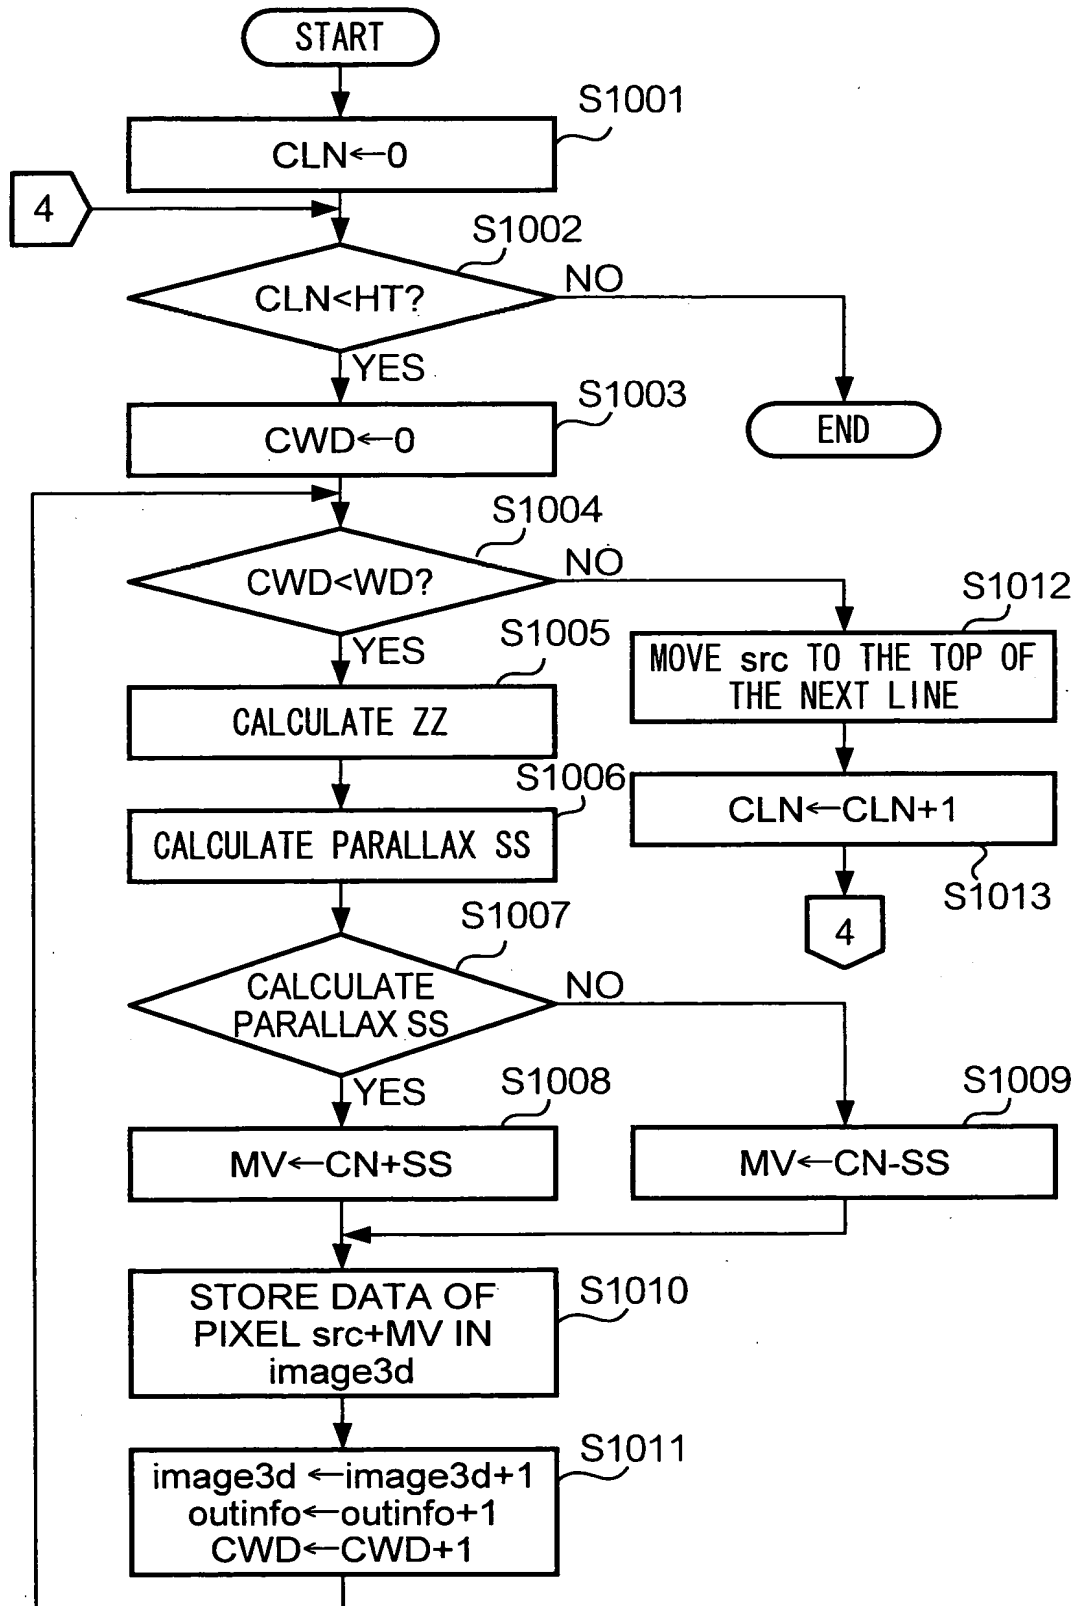 START
S1001
CLN←0
4
S1002
CLN<HT?
NO
YES
S1003
CWD←0
END
S1004
CWD<WD?
NO
YES
S1012
MOVE src TO THE TOP OF
THE NEXT LINE
S1005
CALCULATE ZZ
S1006
CALCULATE PARALLAX SS
CLN←CLN+1
S1013
4
S1007
CALCULATE
PARALLAX SS
NO
YES
S1008
MV←CN+SS
S1009
MV←CN-SS
S1010
STORE DATA OF
PIXEL src+MV IN
image3d
S1011
image3d←image3d+1
outinfo←outinfo+1
CWD←CWD+1